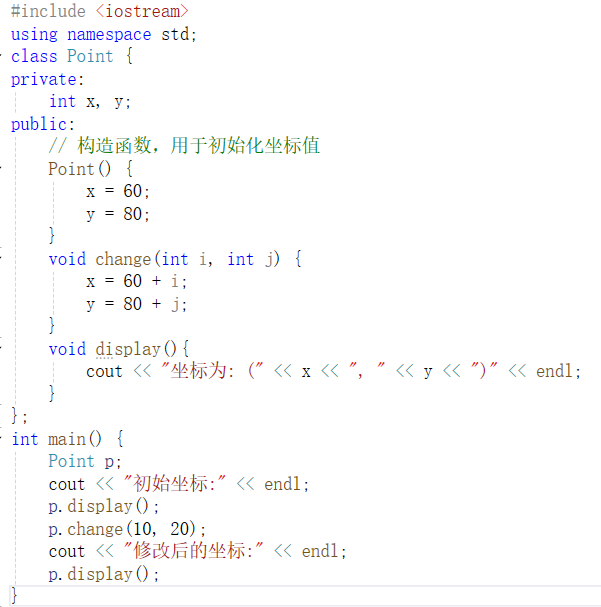 #include <iostream>
using namespace std;
class Point {
private:
    int x, y;
public:
    // 构造函数，用于初始化坐标值
    Point() {
        x = 60;
        y = 80;
    }
    void change(int i, int j) {
        x = 60 + i;
        y = 80 + j;
    }
    void display(){
        cout << "坐标为: (" << x << ", " << y << ")" << endl;
    }
};
int main() {
    Point p;
    cout << "初始坐标:" << endl;
    p.display();
    p.change(10, 20);
    cout << "修改后的坐标:" << endl;
    p.display();
}